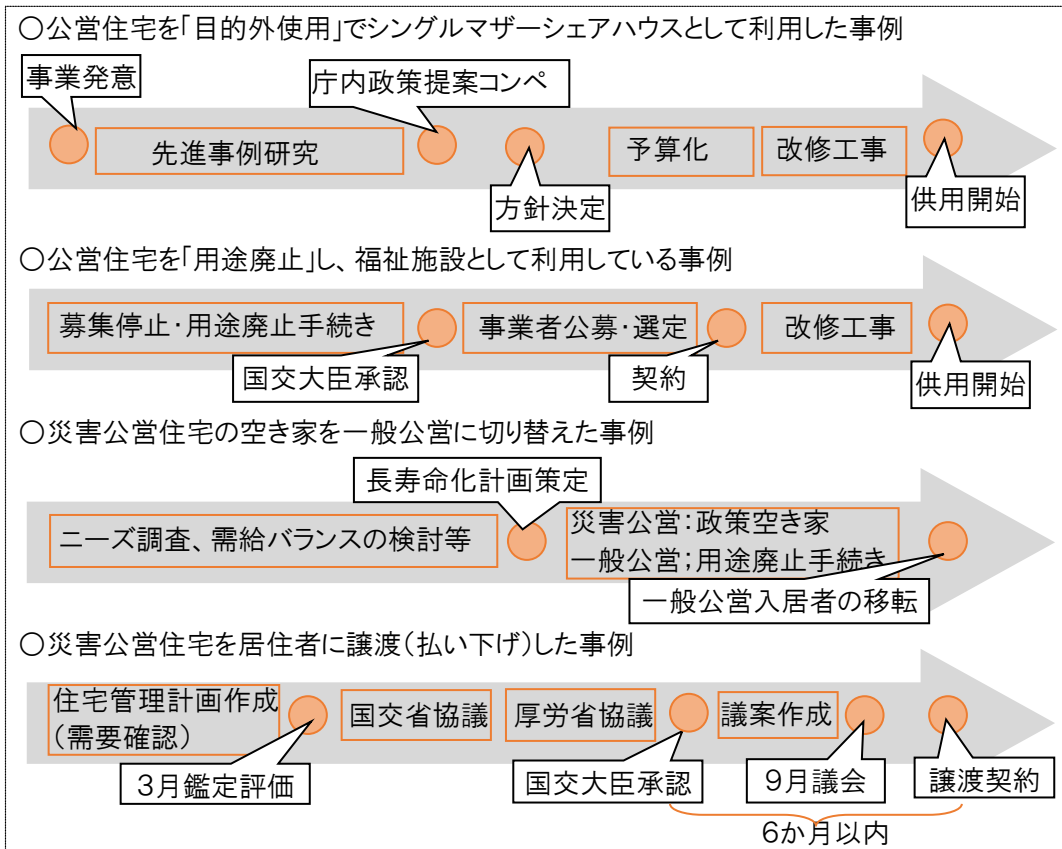 ○公営住宅を「目的外使用」でシングルマザーシェアハウスとして利用した事例
事業発意
庁内政策提案コンペ
先進事例研究
予算化
改修工事
方針決定
供用開始
○公営住宅を「用途廃止」し、福祉施設として利用している事例
募集停止・用途廃止手続き
事業者公募・選定
改修工事
国交大臣承認
契約
供用開始
○災害公営住宅の空き家を一般公営に切り替えた事例
長寿命化計画策定
ニーズ調査、需給バランスの検討等
災害公営：政策空き家
一般公営；用途廃止手続き
一般公営入居者の移転
○災害公営住宅を居住者に譲渡（払い下げ）した事例
住宅管理計画作成
（需要確認）
国交省協議
厚労省協議
議案作成
3月鑑定評価
国交大臣承認
9月議会
譲渡契約
6か月以内